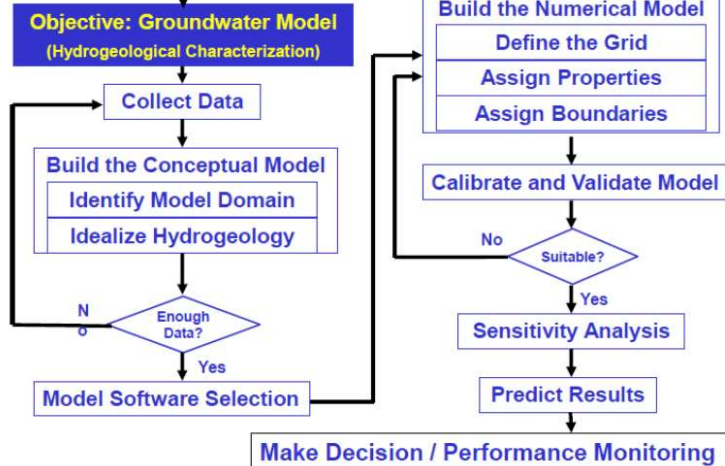 Objective: Groundwater Model
(Hydrogeological Characterization)
Collect Data
Build the Conceptual Model
Identify Model Domain
Idealize Hydrogeology
N
o
Enough
Data?
Yes
Model Software Selection
Build the Numerical Model
Define the Grid
Assign Properties
Assign Boundaries
Calibrate and Validate Model
No
Suitable?
Yes
Sensitivity Analysis
Predict Results
Make Decision / Performance Monitoring